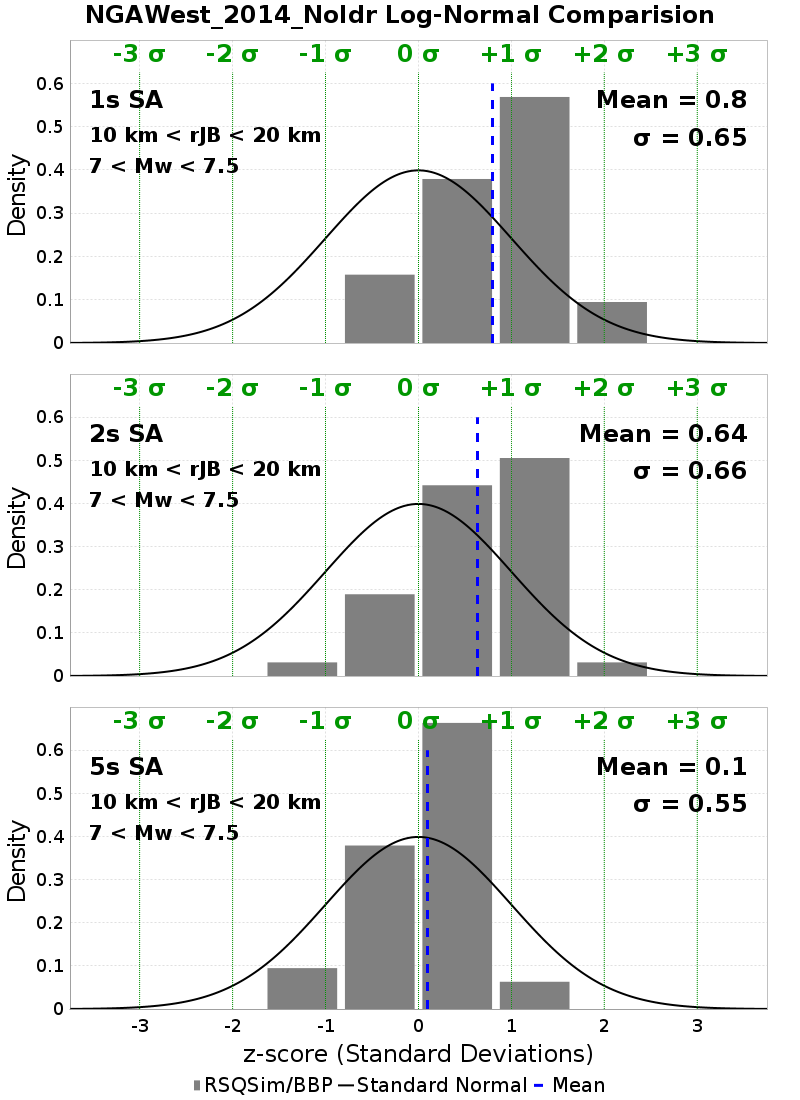 NGAWest_2014_NoIdr Log-Normal Comparision
-3 σ -2 σ -1 σ 0 σ +1 σ +2 σ +3 σ
1s SA
Mean = 0.8
10 km < rJB < 20 km
σ = 0.65
7 < Mw < 7.5
Density
0.6
0.5
0.4
0.3
0.2
0.1
0
-3 σ -2 σ -1 σ 0 σ +1 σ +2 σ +3 σ
2s SA
Mean = 0.64
10 km < rJB < 20 km
σ = 0.66
7 < Mw < 7.5
Density
0.6
0.5
0.4
0.3
0.2
0.1
0
-3 σ -2 σ -1 σ 0 σ +1 σ +2 σ +3 σ
5s SA
Mean = 0.1
10 km < rJB < 20 km
σ = 0.55
7 < Mw < 7.5
Density
0.6
0.5
0.4
0.3
0.2
0.1
0
-3 -2 -1 0 1 2 3
z-score (Standard Deviations)
RSQSim/BBP Standard Normal Mean